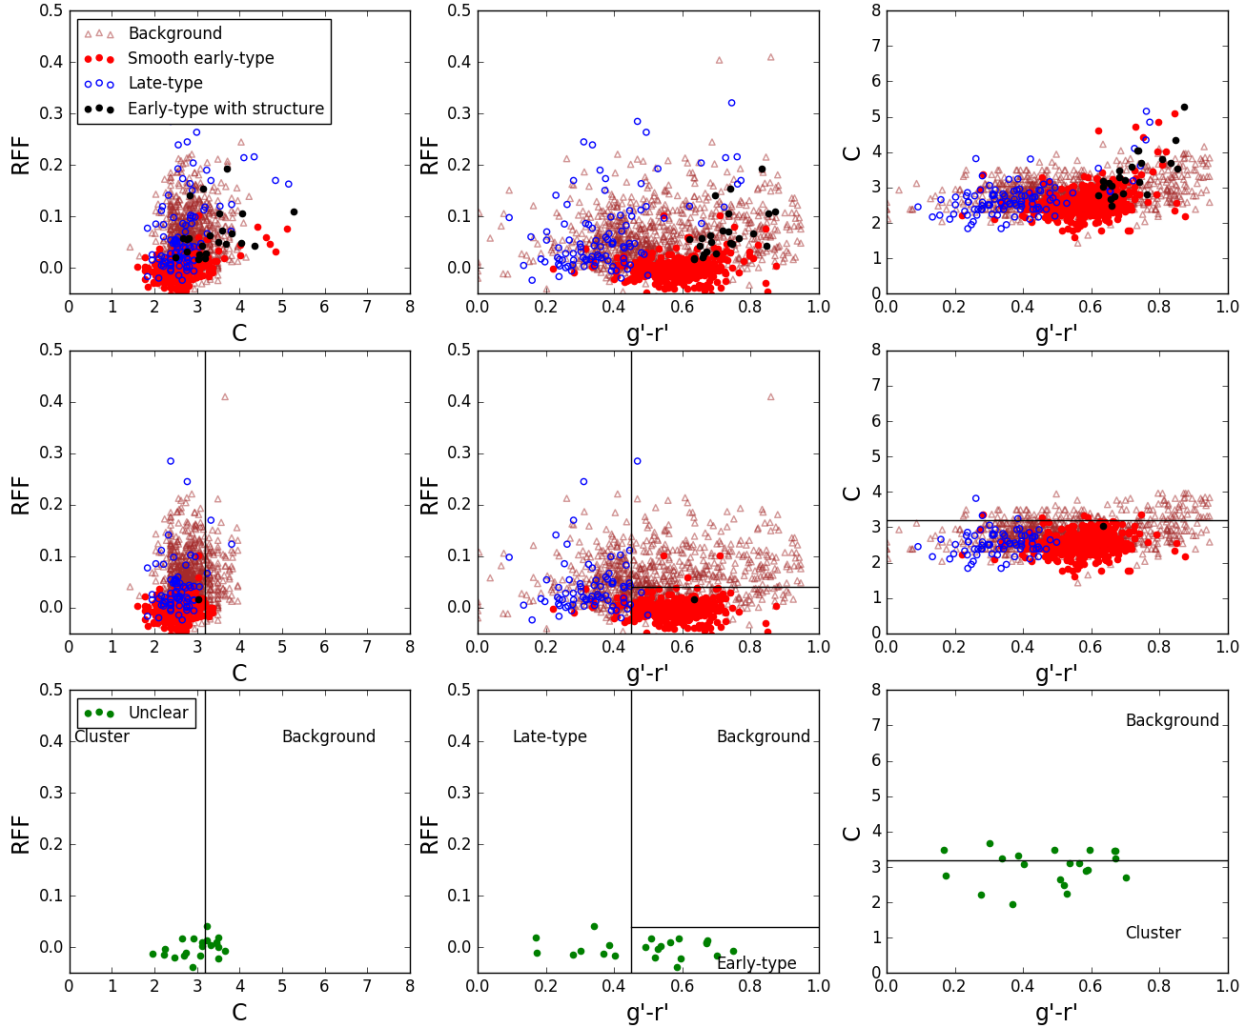 0.5
0.4
0.3
0.2
0.1
0.0
RFF
Background
Smooth early-type
Late-type
Early-type with structure
0 1 2 3 4 5 6 7 8
C
0.5
0.4
0.3
0.2
0.1
0.0
RFF
0.0 0.2 0.4 0.6 0.8 1.0
g'-r'
8
7
6
5
4
3
2
1
0
C
0.0 0.2 0.4 0.6 0.8 1.0
g'-r'
0.5
0.4
0.3
0.2
0.1
0.0
RFF
0 1 2 3 4 5 6 7 8
C
0.5
0.4
0.3
0.2
0.1
0.0
RFF
0.0 0.2 0.4 0.6 0.8 1.0
g'-r'
8
7
6
5
4
3
2
1
0
C
0.0 0.2 0.4 0.6 0.8 1.0
g'-r'
0.5
0.4
0.3
0.2
0.1
0.0
RFF
Unclear
Cluster
Background
0 1 2 3 4 5 6 7 8
C
0.5
0.4
0.3
0.2
0.1
0.0
RFF
Late-type
Background
Early-type
0.0 0.2 0.4 0.6 0.8 1.0
g'-r'
8
7
6
5
4
3
2
1
0
C
Background
Cluster
0.0 0.2 0.4 0.6 0.8 1.0
g'-r'